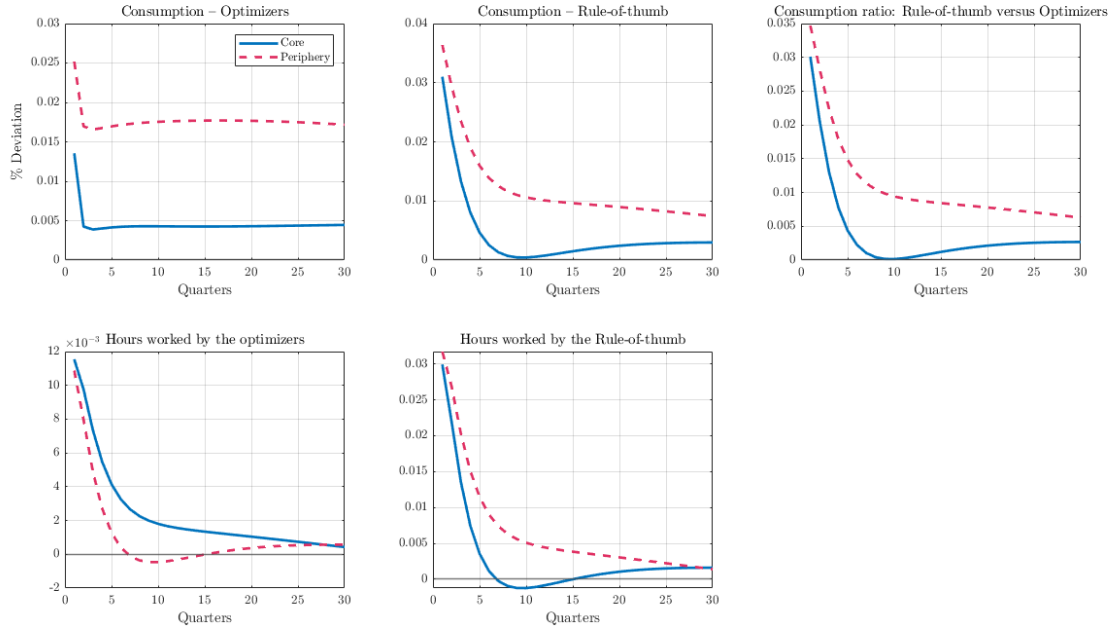 Consumption – Optimizers
0.03
0.025
0.02
0.015
0.01
0.005
0
% Deviation
Core
Periphery
0 5 10 15 20 25 30
Quarters
Consumption – Rule-of-thumb
0.04
0.03
0.02
0.01
0
0 5 10 15 20 25 30
Quarters
Consumption ratio: Rule-of-thumb versus Optimizers
0.035
0.03
0.025
0.02
0.015
0.01
0.005
0
0 5 10 15 20 25 30
Quarters
×10⁻³ Hours worked by the optimizers
12
10
8
6
4
2
0
-2
0 5 10 15 20 25 30
Quarters
Hours worked by the Rule-of-thumb
0.03
0.025
0.02
0.015
0.01
0.005
0
0 5 10 15 20 25 30
Quarters